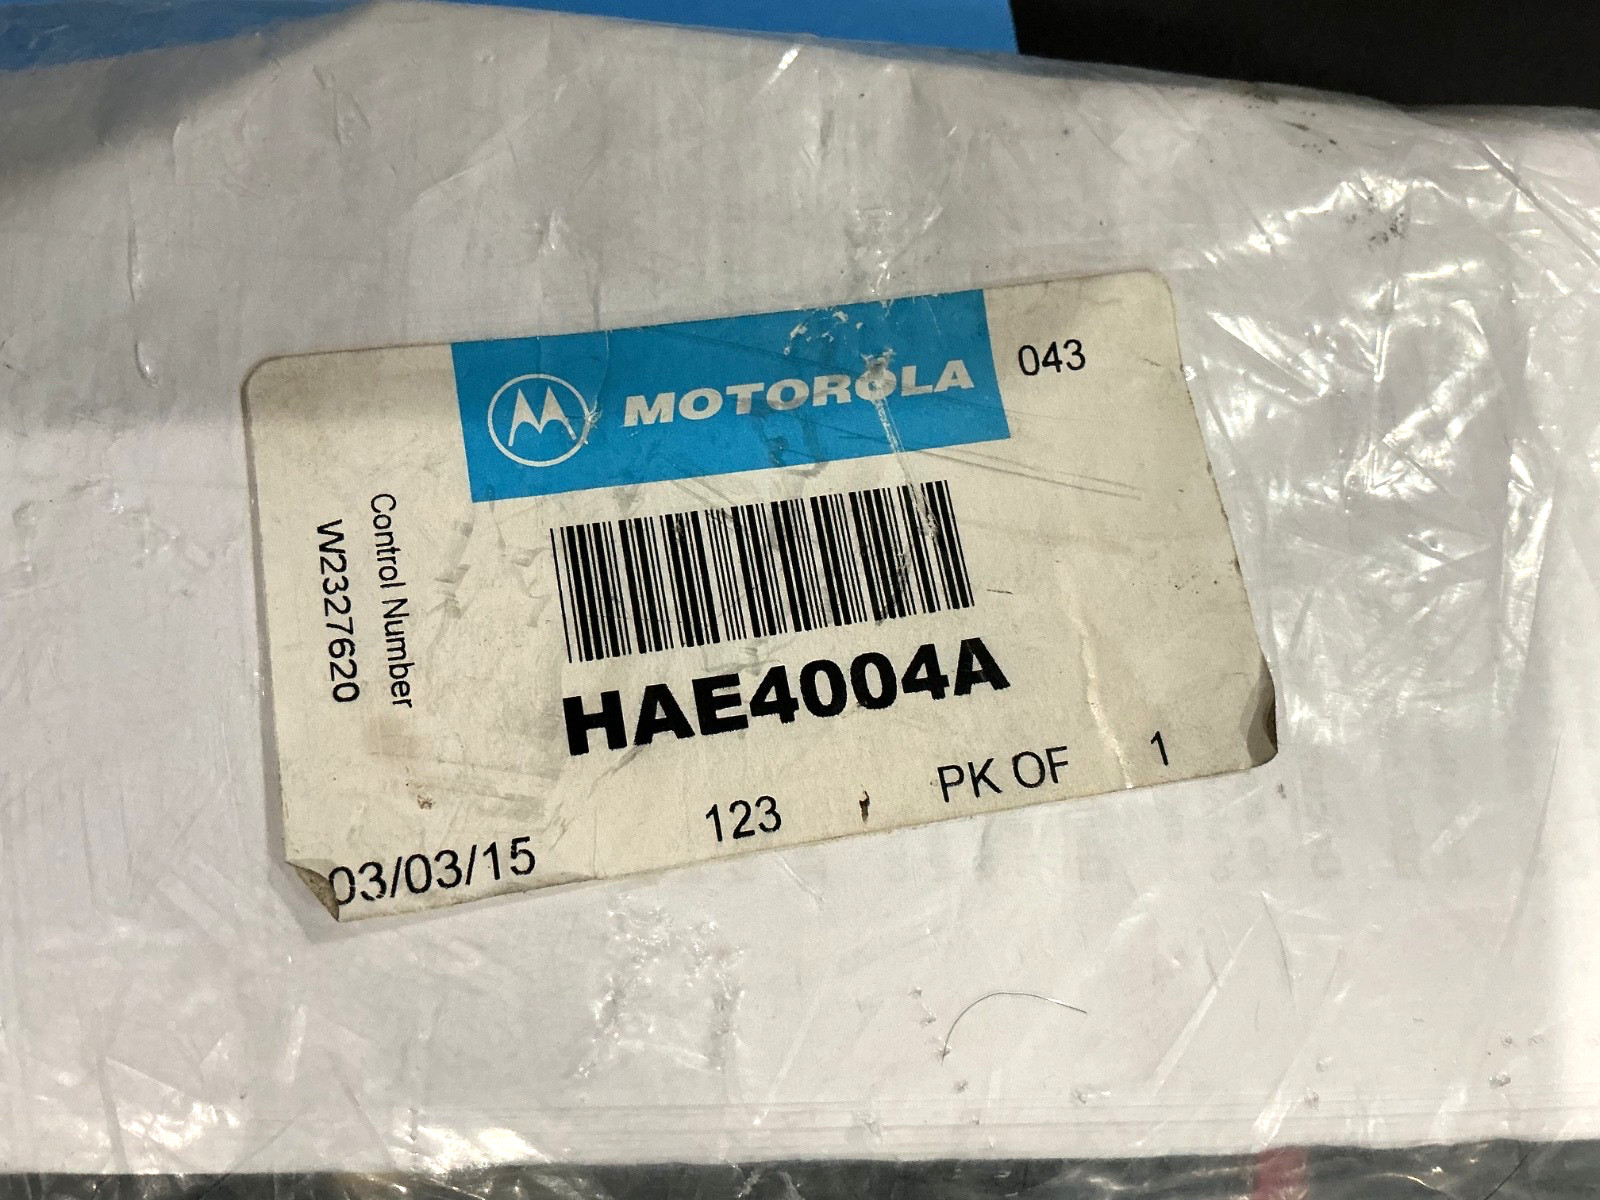 MOTOROLA
043
Control Number
W2327620
HAE4004A
03/03/15 123 PK OF 1